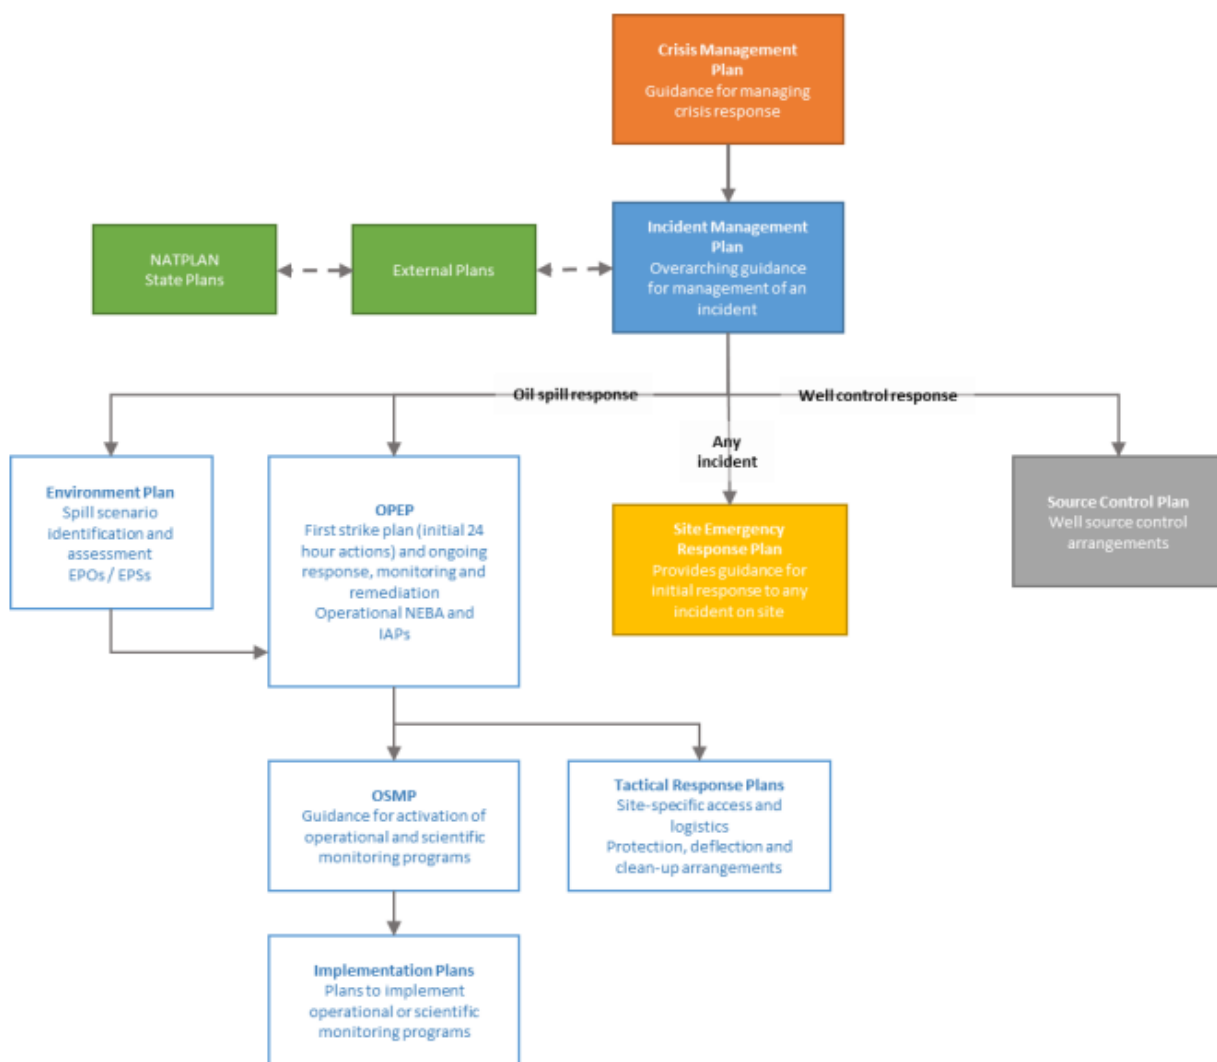 Crisis Management
Plan
Guidance for managing
crisis response
Incident Management
Plan
Overarching guidance
for management of an
incident
NATPLAN
State Plans
External Plans
Oil spill response
Well control response
Any
incident
Environment Plan
Spill scenario
identification and
assessment
EPOs / EPSs
OPEP
First strike plan (initial 24
hour actions) and ongoing
response, monitoring and
remediation
Operational NEBA and
IAPs
Site Emergency
Response Plan
Provides guidance for
initial response to any
incident on site
Source Control Plan
Well source control
arrangements
OSMP
Guidance for activation of
operational and scientific
monitoring programs
Tactical Response Plans
Site-specific access and
logistics
Protection, deflection and
clean-up arrangements
Implementation Plans
Plans to implement
operational or scientific
monitoring programs